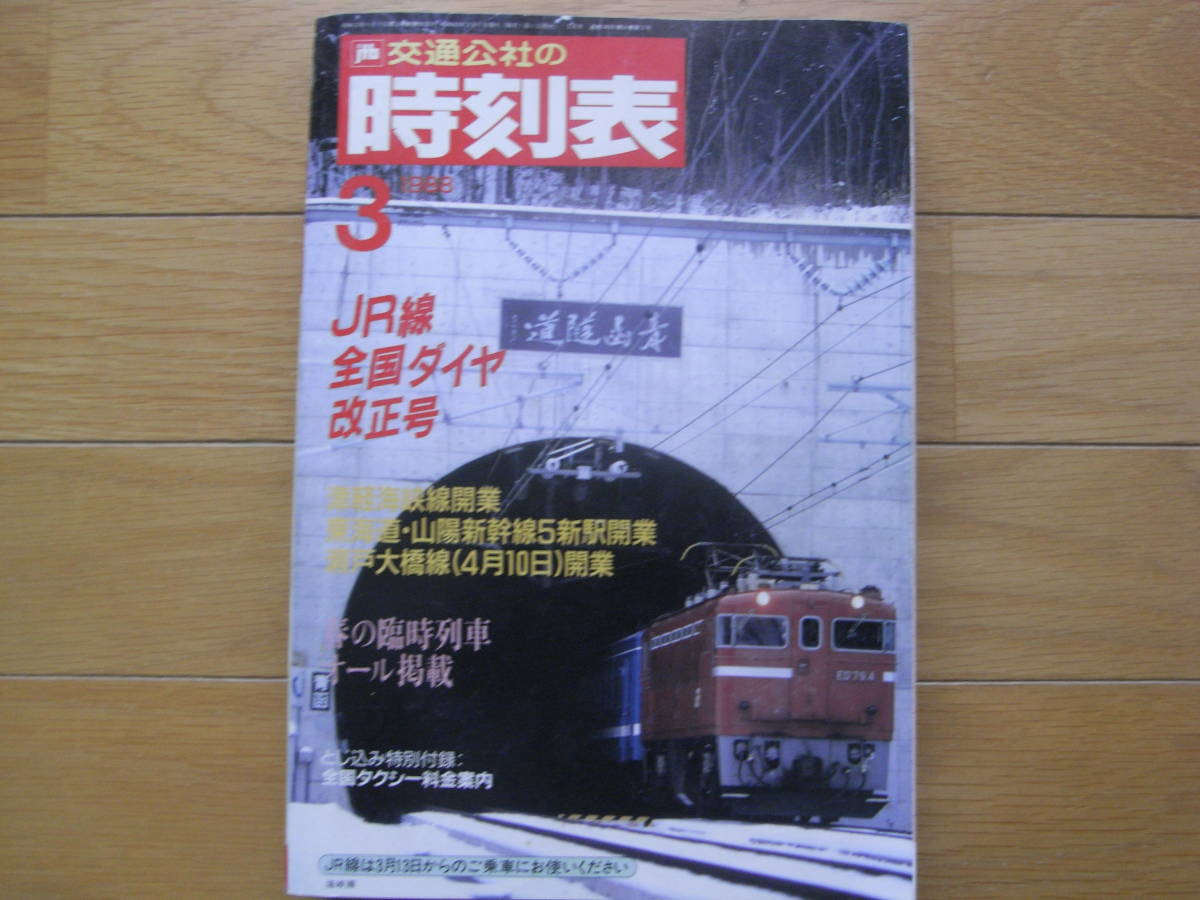 jtb 交通公社の
時刻表
3 1988
青函隧道
JR線
全国ダイヤ
改正号
津軽海峡線開業
東海道・山陽新幹線5新駅開業
瀬戸大橋線(4月10日)開業
春の臨時列車
オール掲載
ED79 4
とじ込み特別付録:
全国タクシー料金案内
JR線は3月13日からのご乗車にお使いください